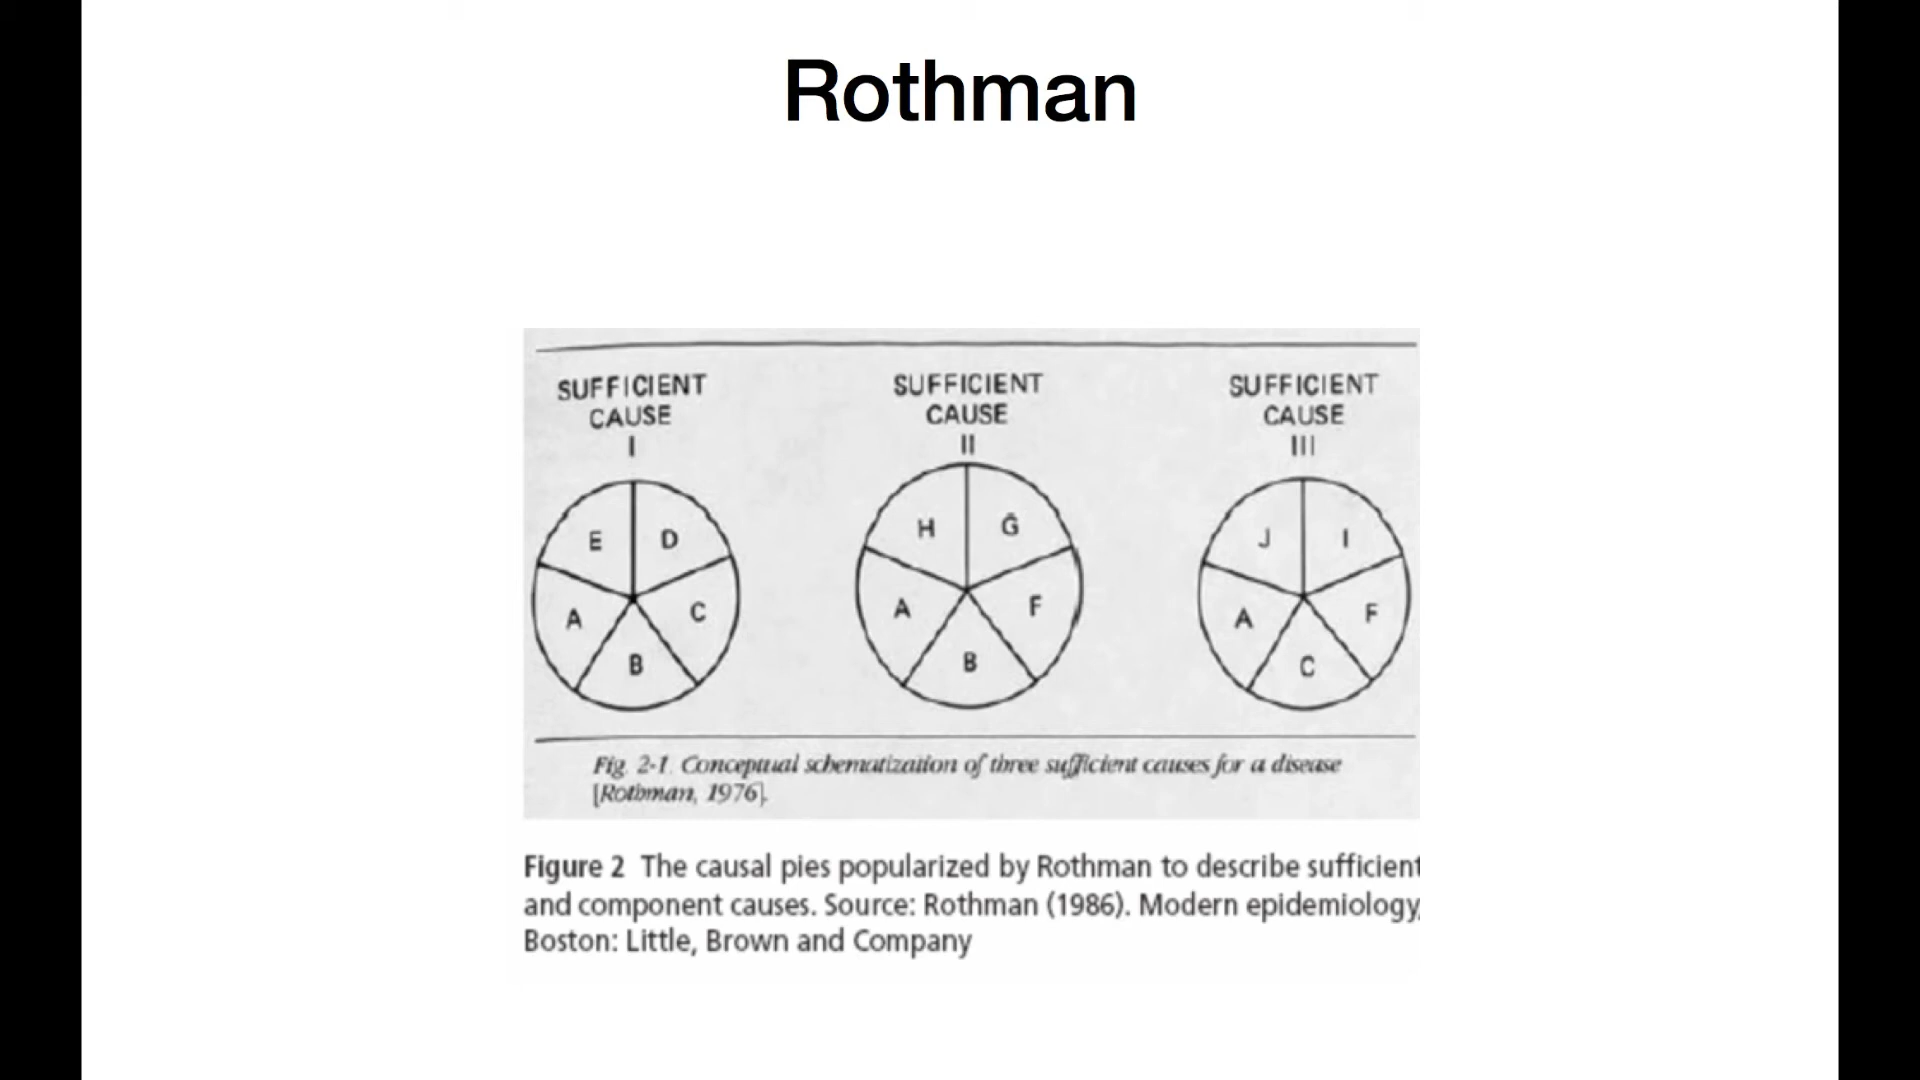 Rothman
SUFFICIENT
CAUSE
I
SUFFICIENT
CAUSE
II
SUFFICIENT
CAUSE
III
E D
A C
B
H G
A F
B
J I
A F
C
Fig. 2-1. Conceptual schematization of three sufficient causes for a disease
[Rothman, 1976].
Figure 2 The causal pies popularized by Rothman to describe sufficient
and component causes. Source: Rothman (1986). Modern epidemiology,
Boston: Little, Brown and Company